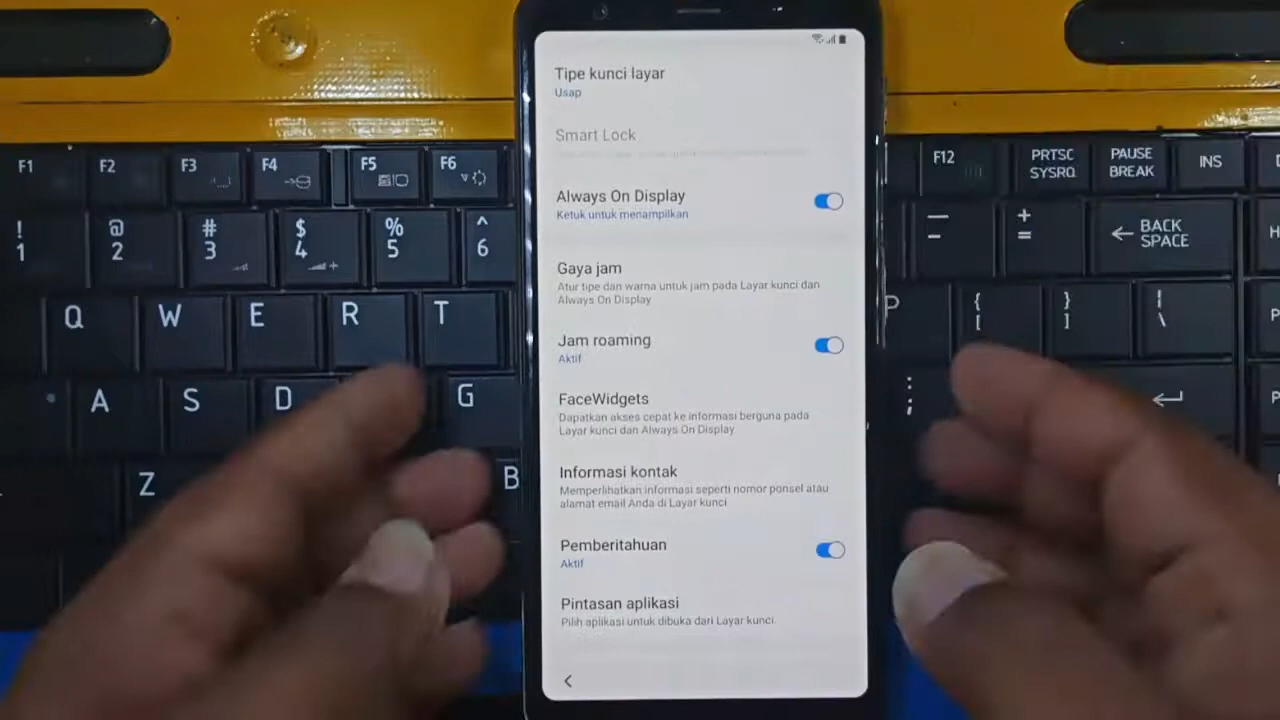 Tipe kunci layar
Usap
Smart Lock
Always On Display
Ketuk untuk menampilkan
Gaya jam
Atur tipe dan warna untuk jam pada Layar kunci dan
Always On Display
Jam roaming
Aktif
FaceWidgets
Dapatkan akses cepat ke informasi berguna pada
Layar kunci dan Always On Display
Informasi kontak
Memperlihatkan informasi seperti nomor ponsel atau
alamat email Anda di Layar kunci
Pemberitahuan
Aktif
Pintasan aplikasi
Pilih aplikasi untuk dibuka dari Layar kunci.
F1 F2 F3 F4 F5 F6 F12
PRTSC
SYSRQ
PAUSE
BREAK
INS
! @ # $ % ^ — +
1 2 3 4 5 6 - =
← BACK
SPACE
Q W E R T P { } ¦
[ ] \
A S D G : ;
Z B